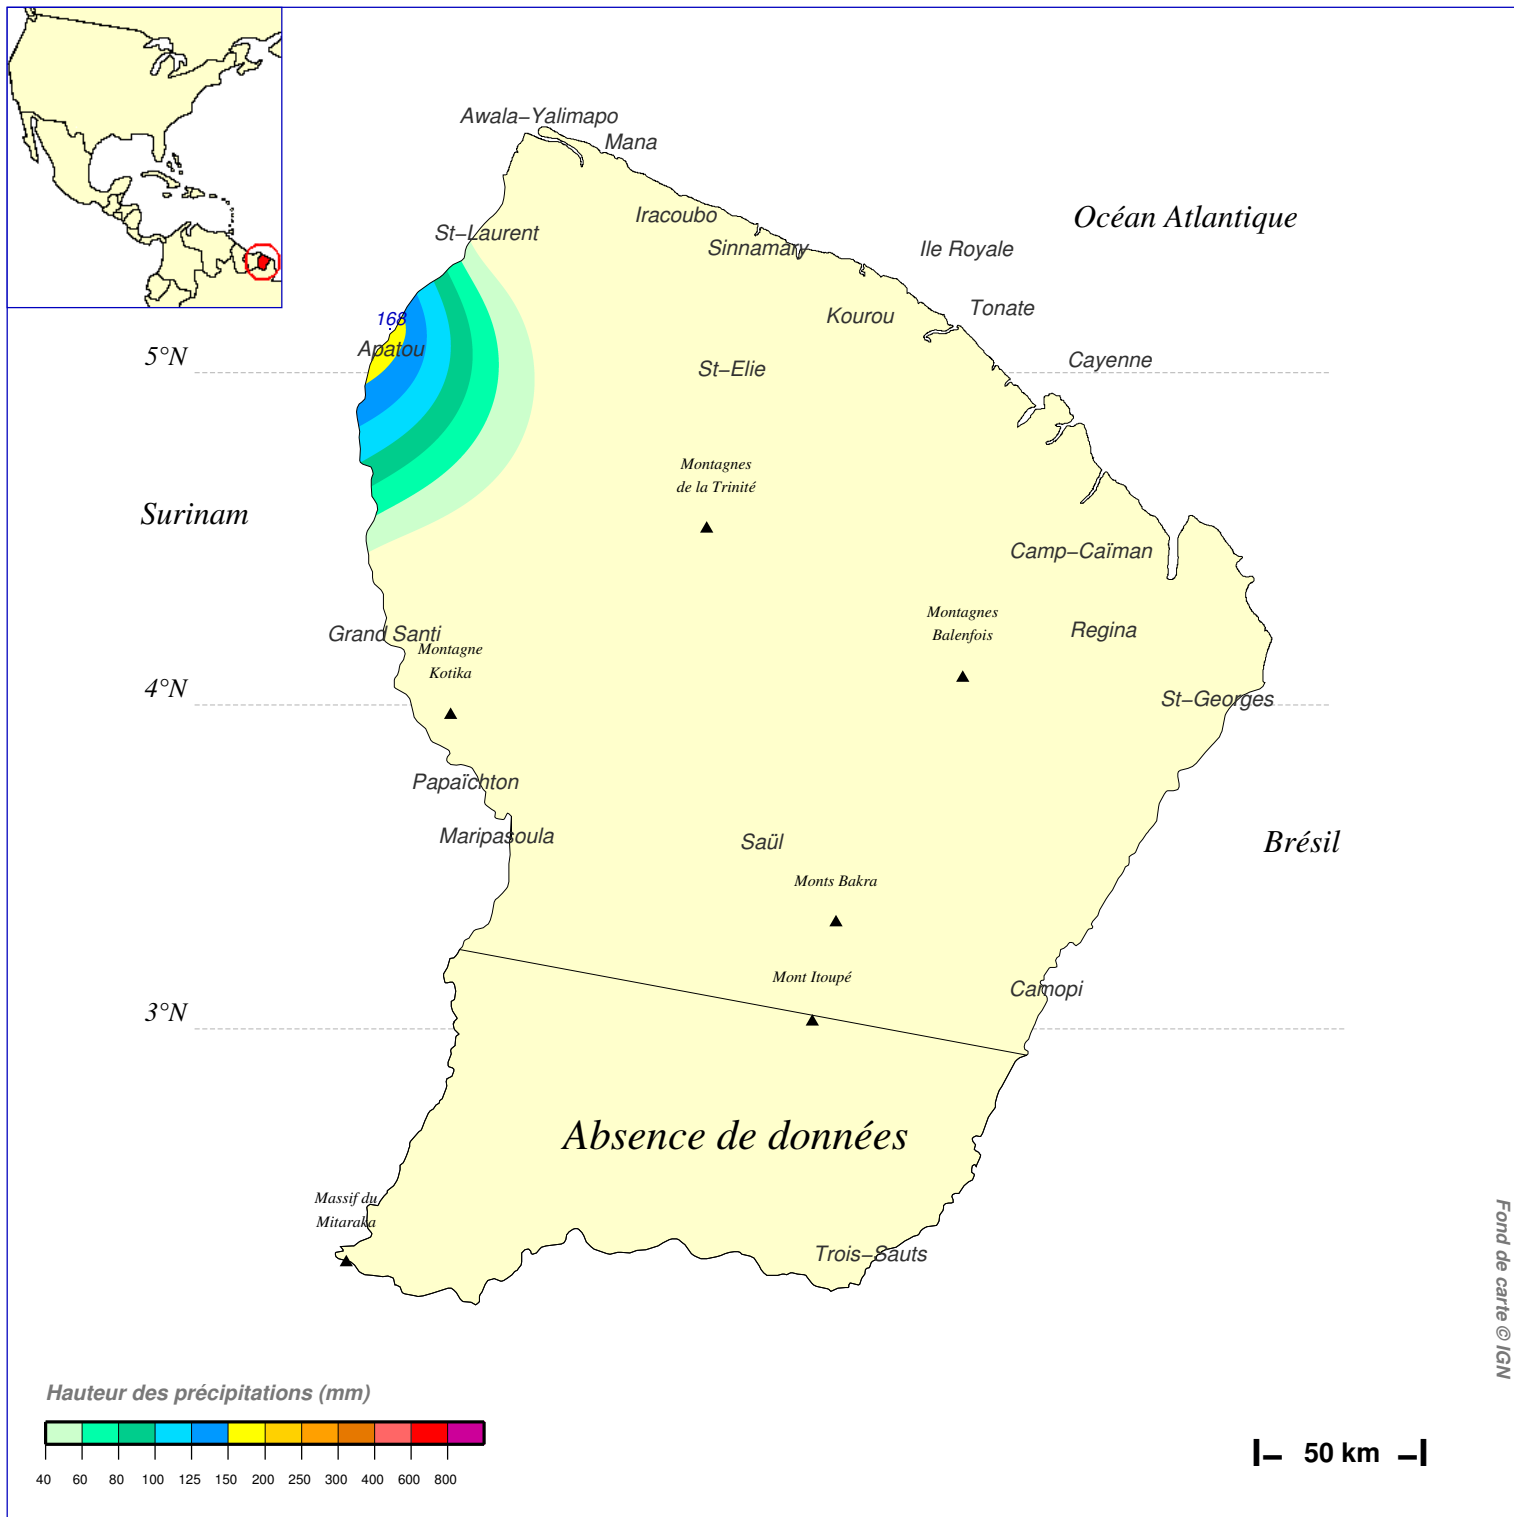 Awala−Yalimapo
Mana
Iracoubo
Océan Atlantique
St−Laurent
Sinnamary
Ile Royale
Tonate
168
Kourou
Apatou
5°N
St−Elie
Cayenne
Montagnes
de la Trinité
Surinam
Camp−Caïman
Montagnes
Balenfois
Regina
Grand Santi
Montagne
Kotika
4°N
St−Georges
Papaïchton
Maripasoula
Saül
Brésil
Monts Bakra
Mont Itoupé
Camopi
3°N
Absence de données
Massif du
Mitaraka
Trois−Sauts
Fond de carte © IGN
Hauteur des précipitations (mm)
40 60 80 100 125 150 200 250 300 400 600 800
50 km